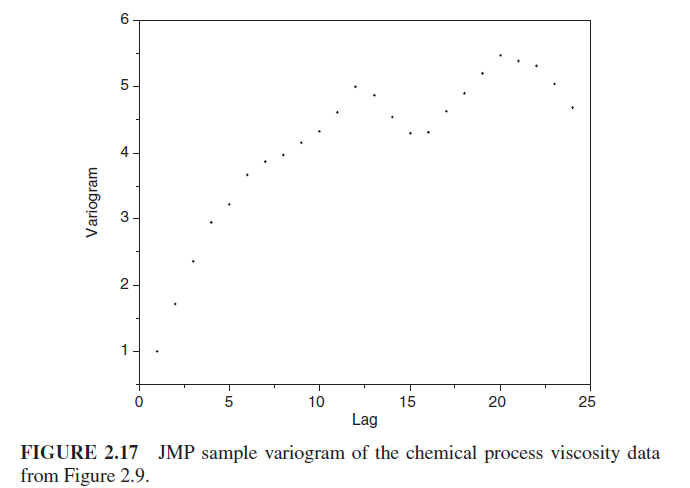 6
5
4
3
2
1
Variogram
0 5 10 15 20 25
Lag
FIGURE 2.17 JMP sample variogram of the chemical process viscosity data
from Figure 2.9.